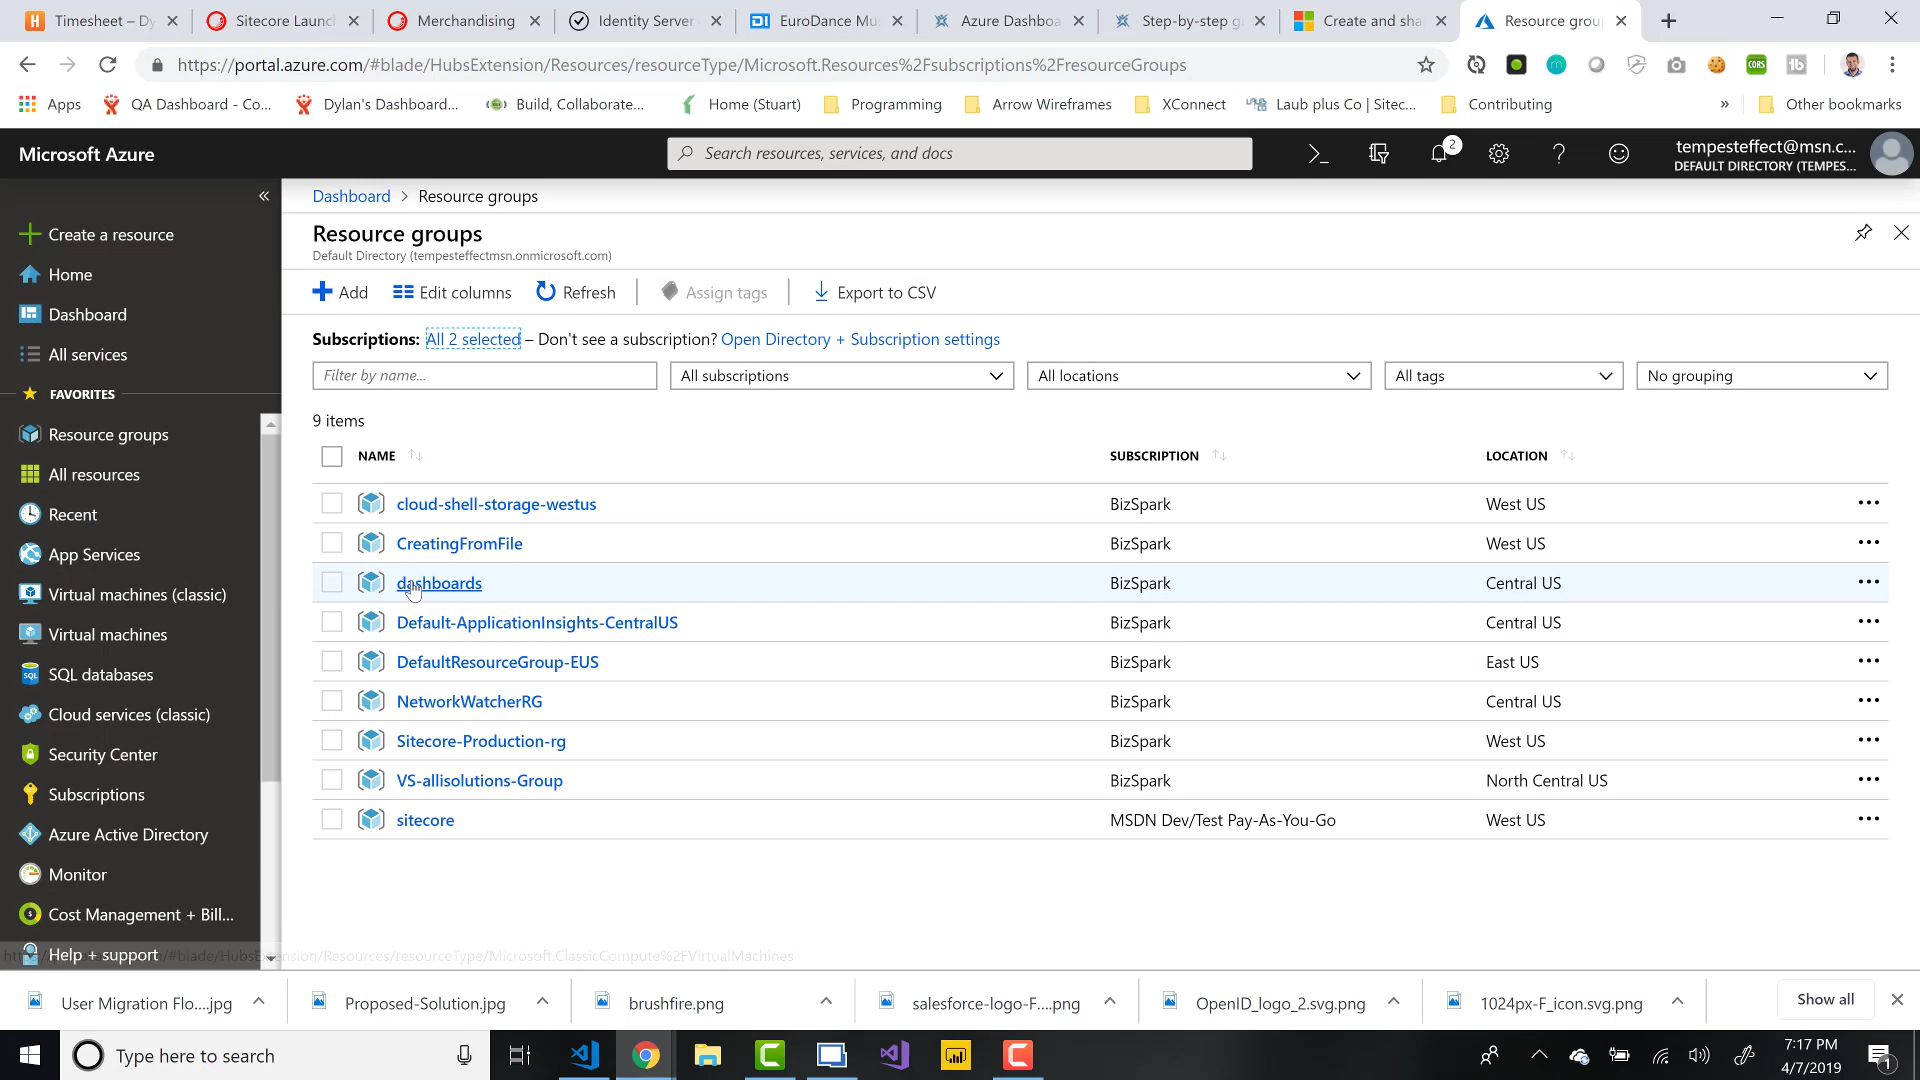 Timesheet – Dy
Sitecore Launc
Merchandising
Identity Server
EuroDance Mu
Azure Dashboa
Step-by-step g
Create and sha
Resource grou
https://portal.azure.com/#blade/HubsExtension/Resources/resourceType/Microsoft.Resources%2Fsubscriptions%2FresourceGroups
Apps
QA Dashboard - Co...
Dylan's Dashboard...
Build, Collaborate...
Home (Stuart)
Programming
Arrow Wireframes
XConnect
Laub plus Co | Sitec...
Contributing
»
Other bookmarks
Microsoft Azure
Search resources, services, and docs
2
tempesteffect@msn.c...
DEFAULT DIRECTORY (TEMPES...
Create a resource
Home
Dashboard
All services
FAVORITES
Resource groups
All resources
Recent
App Services
Virtual machines (classic)
Virtual machines
SQL databases
Cloud services (classic)
Security Center
Subscriptions
Azure Active Directory
Monitor
Cost Management + Bill...
Help + support
Dashboard > Resource groups
Resource groups
Default Directory (tempesteffectmsn.onmicrosoft.com)
Add
Edit columns
Refresh
Assign tags
Export to CSV
Subscriptions: All 2 selected – Don't see a subscription? Open Directory + Subscription settings
Filter by name...
All subscriptions
All locations
All tags
No grouping
9 items
NAME SUBSCRIPTION LOCATION
cloud-shell-storage-westus BizSpark West US
CreatingFromFile BizSpark West US
dashboards BizSpark Central US
Default-ApplicationInsights-CentralUS BizSpark Central US
DefaultResourceGroup-EUS BizSpark East US
NetworkWatcherRG BizSpark Central US
Sitecore-Production-rg BizSpark West US
VS-allisolutions-Group BizSpark North Central US
sitecore MSDN Dev/Test Pay-As-You-Go West US
/#blade/HubsExtension/Resources/resourceType/Microsoft.ClassicCompute%2FVirtualMachines
User Migration Flo....jpg
Proposed-Solution.jpg
brushfire.png
salesforce-logo-F....png
OpenID_logo_2.svg.png
1024px-F_icon.svg.png
Show all
Type here to search
7:17 PM
4/7/2019
1